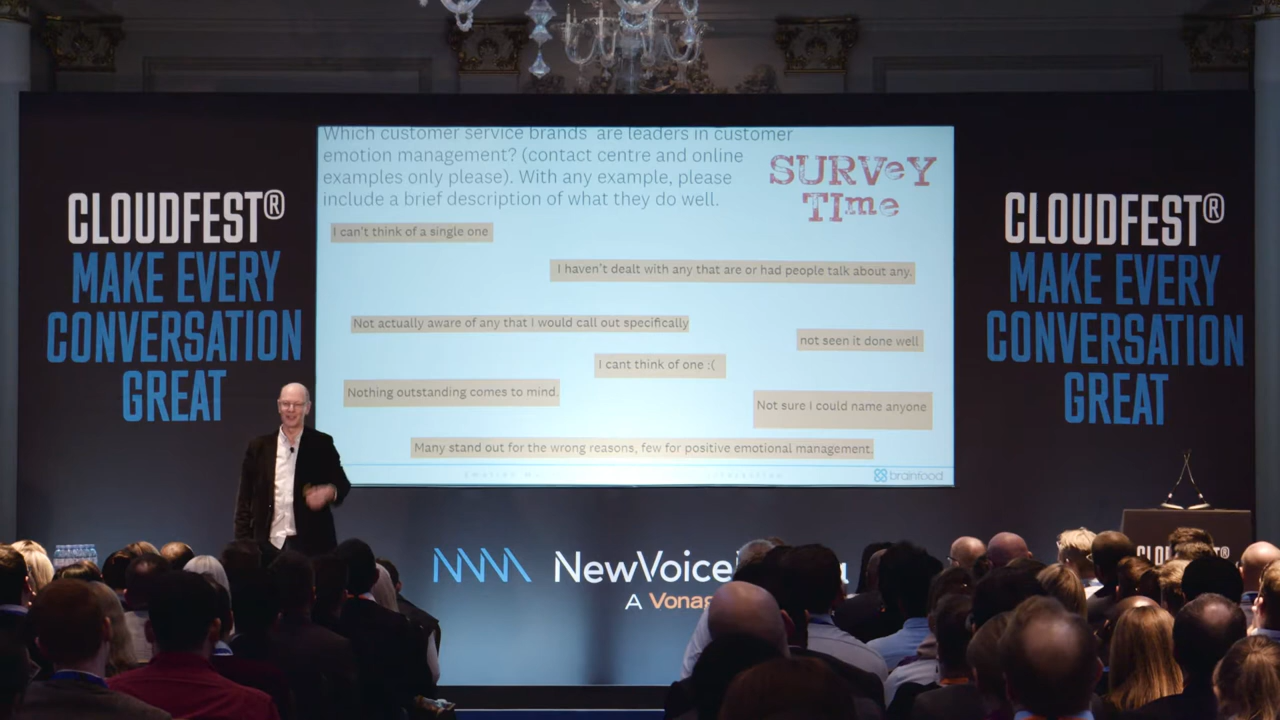 CLOUDFEST®
MAKE EVERY
CONVERSATION
GREAT
Which customer service brands are leaders in customer
emotion management? (contact centre and online
examples only please). With any example, please
include a brief description of what they do well.
SURVeY
TIme
I can't think of a single one
I haven't dealt with any that are or had people talk about any.
Not actually aware of any that I would call out specifically
not seen it done well
I cant think of one :(
Nothing outstanding comes to mind.
Not sure I could name anyone
Many stand out for the wrong reasons, few for positive emotional management.
brainfood
CLOUDFEST®
MAKE EVERY
CONVERSATION
GREAT
NewVoice
A Vonag